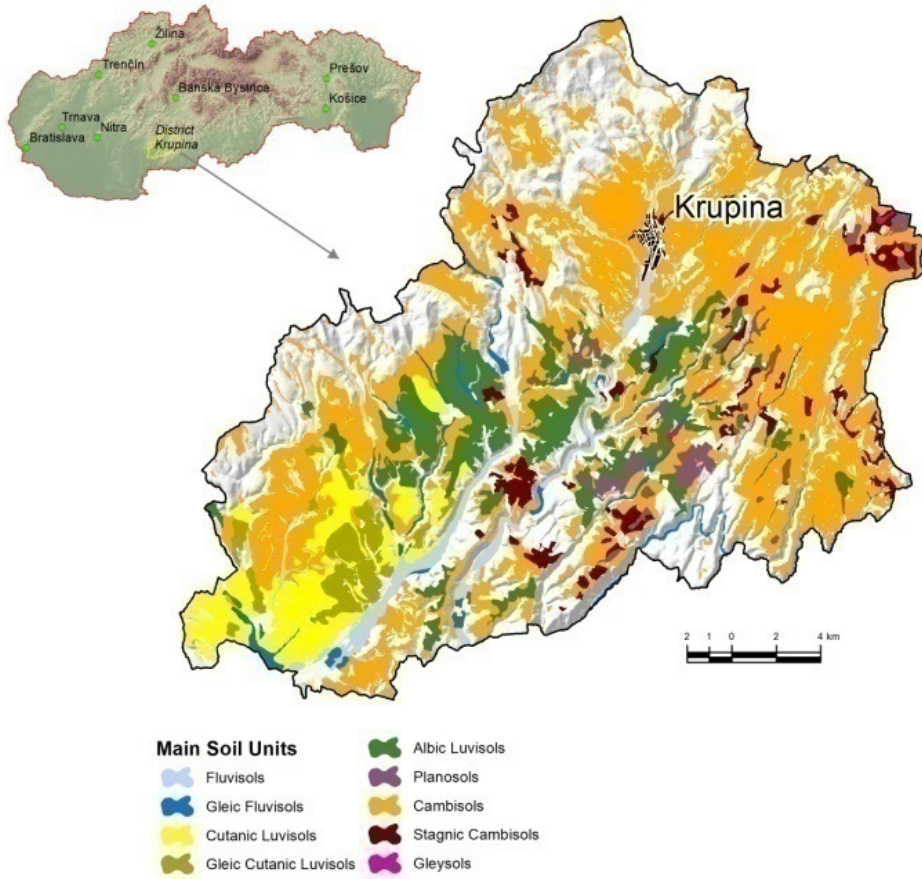 Žilina
Trenčín
Prešov
Banská Bystrica
Košice
Trnava
Nitra
District
Krupina
Bratislava
Krupina
2 1 0 2 4 km
Main Soil Units
Fluvisols
Gleic Fluvisols
Cutanic Luvisols
Gleic Cutanic Luvisols
Albic Luvisols
Planosols
Cambisols
Stagnic Cambisols
Gleysols